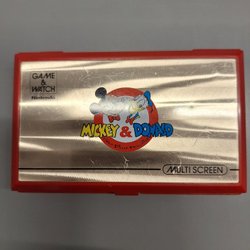 GAME &
WATCH
Nintendo
MICKEY & DONALD
MULTI SCREEN